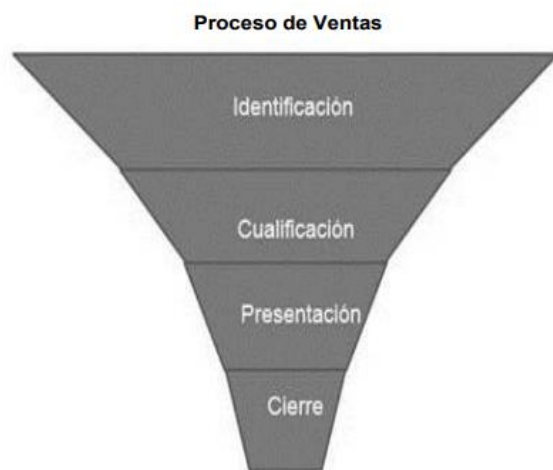 Proceso de Ventas
Identificación
Cualificación
Presentación
Cierre